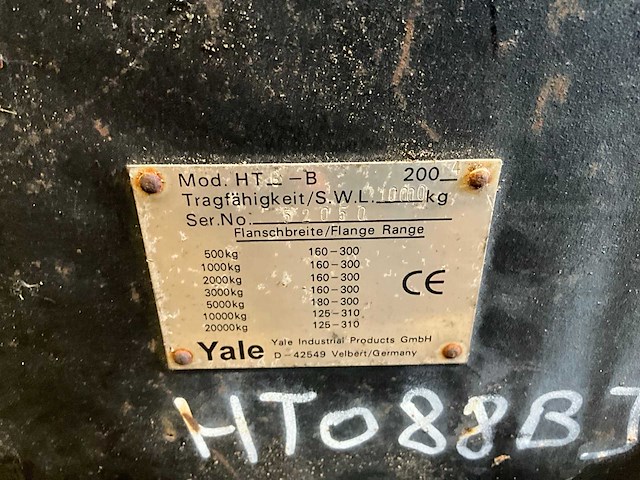 Mod. HT_-B 200_
Tragfähigkeit/S.W.L. kg
Ser.No.
Flanschbreite/Flange Range
500kg 160-300
1000kg 160-300
2000kg 160-300
3000kg 160-300
5000kg 180-300
10000kg 125-310
20000kg 125-310
CE
Yale Yale Industrial Products GmbH
D-42549 Velbert/Germany
HT088B